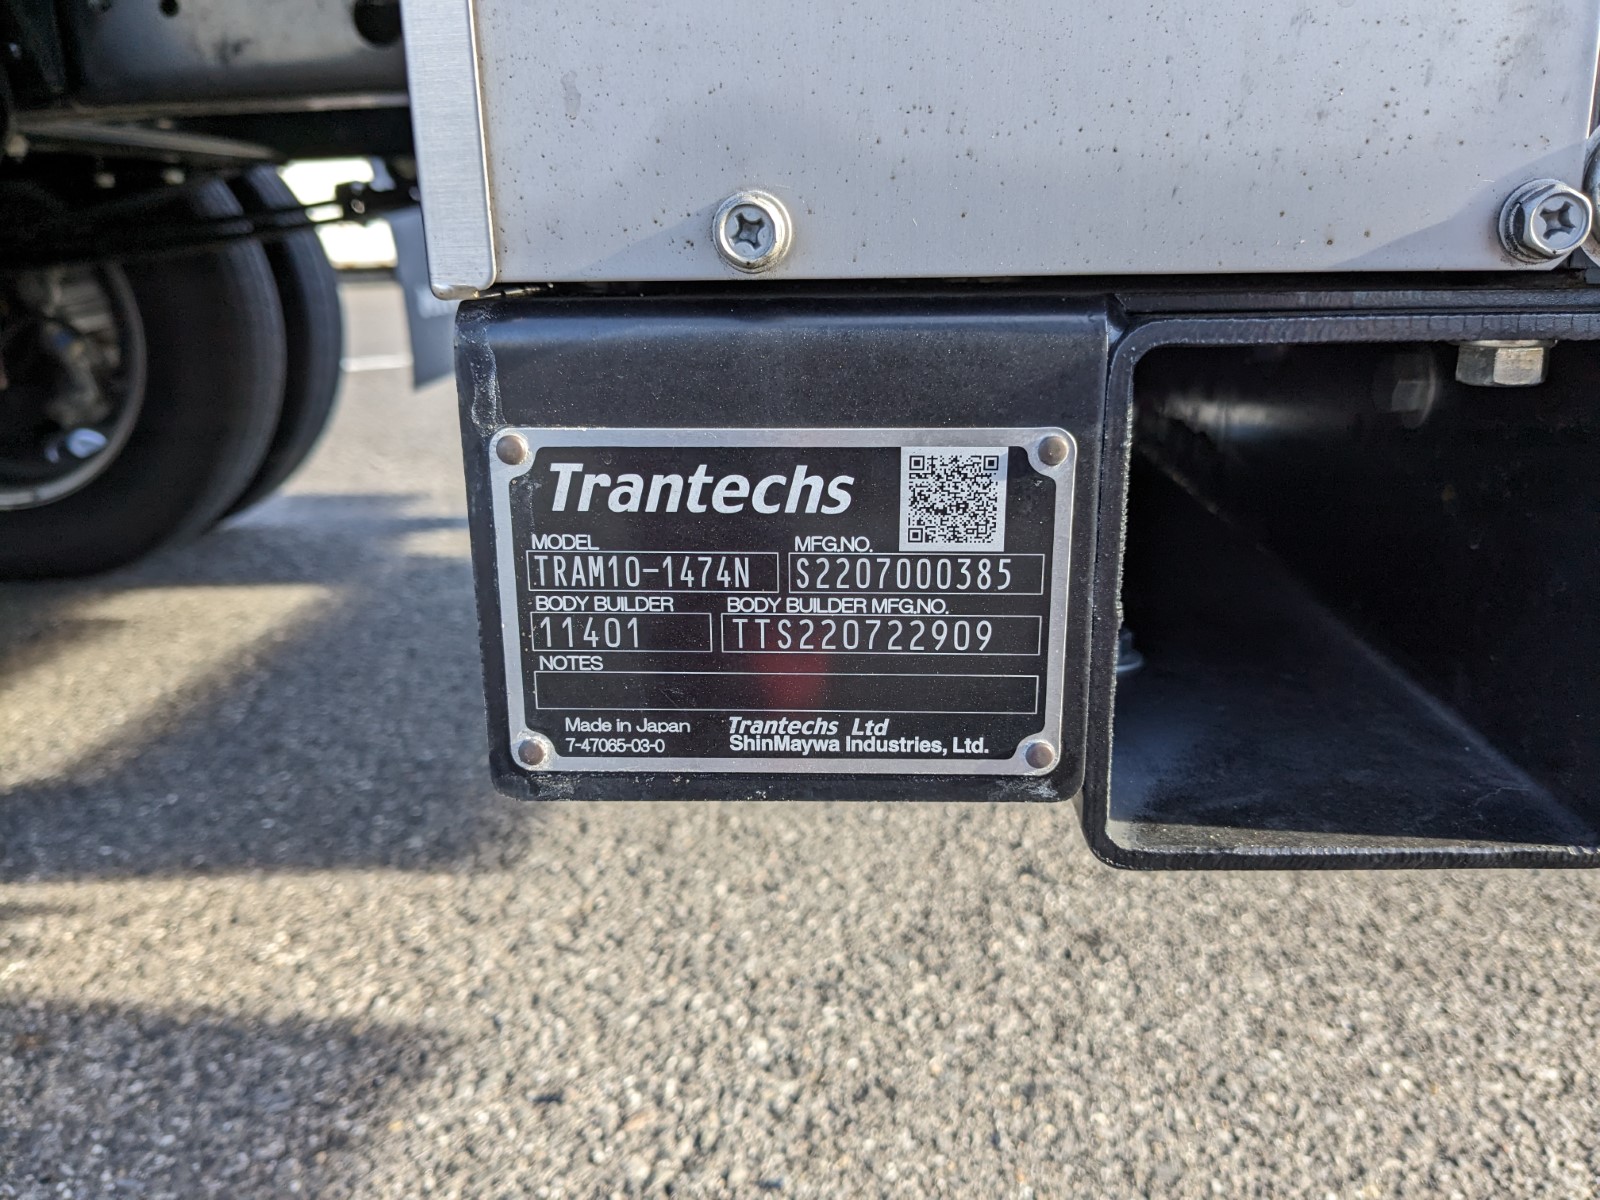 Trantechs
MODEL MFG.NO.
TRAM10-1474N S2207000385
BODY BUILDER BODY BUILDER MFG.NO.
11401 TTS220722909
NOTES
Made in Japan Trantechs Ltd
7-47065-03-0 ShinMaywa Industries, Ltd.